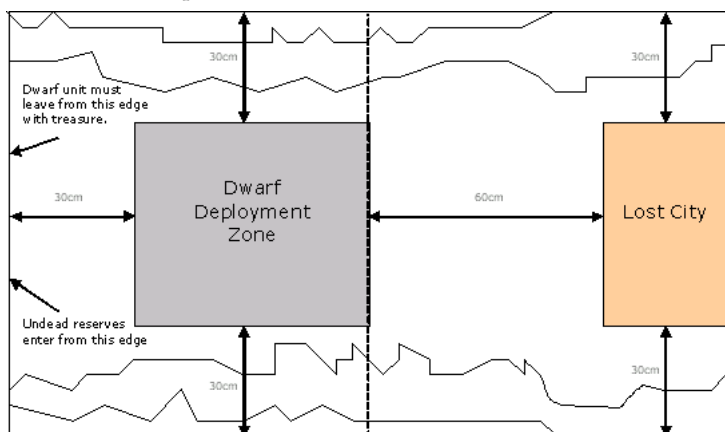 30cm
30cm
Dwarf unit must
leave from this edge
with treasure.
30cm
Dwarf
Deployment
Zone
60cm
Lost City
Undead reserves
enter from this edge
30cm
30cm